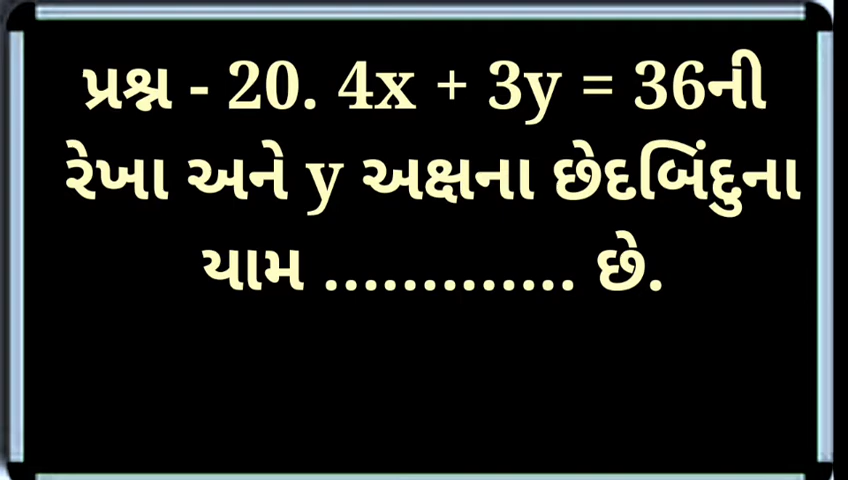 પ્રશ્ન - 20. 4x + 3y = 36ની
રેખા અને y અક્ષના છેદબિંદુના
યામ ............. છે.